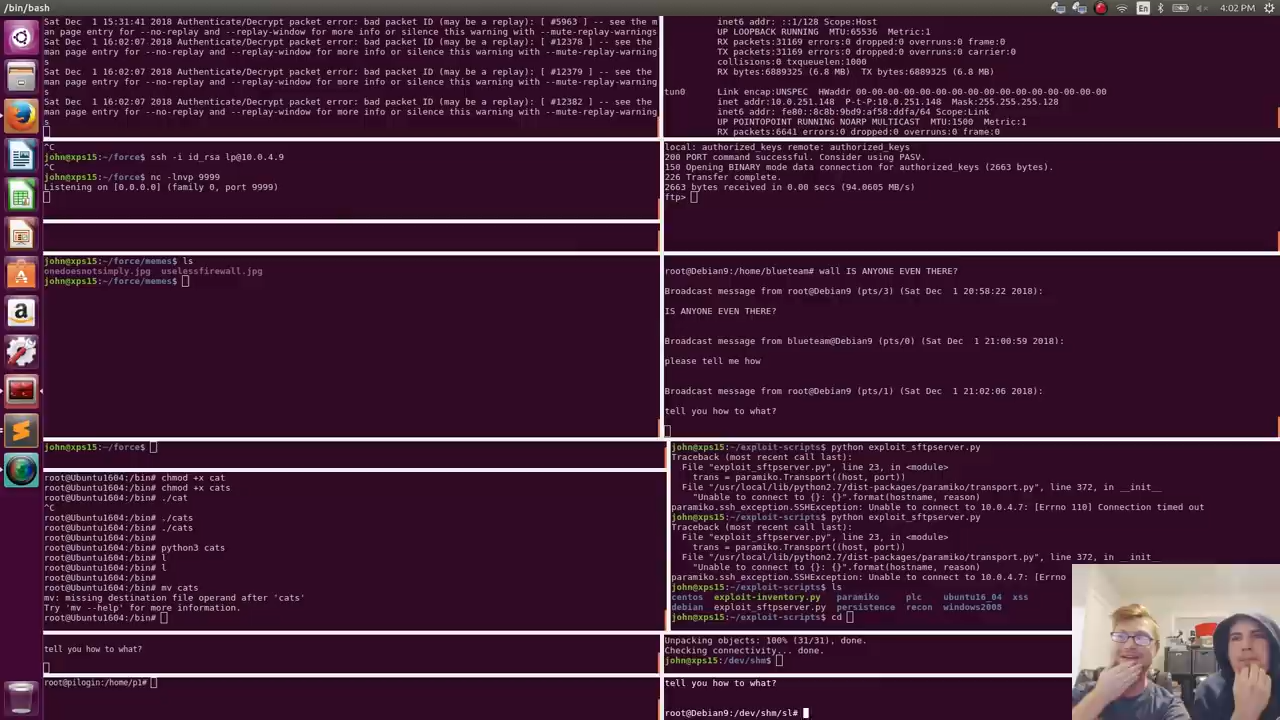 /bin/bash
En
4:02 PM
Sat Dec  1 15:31:41 2018 Authenticate/Decrypt packet error: bad packet ID (may be a replay): [ #5963 ] -- see the m
an page entry for --no-replay and --replay-window for more info or silence this warning with --mute-replay-warnings
Sat Dec  1 16:02:07 2018 Authenticate/Decrypt packet error: bad packet ID (may be a replay): [ #12378 ] -- see the
man page entry for --no-replay and --replay-window for more info or silence this warning with --mute-replay-warning
s
Sat Dec  1 16:02:07 2018 Authenticate/Decrypt packet error: bad packet ID (may be a replay): [ #12379 ] -- see the
man page entry for --no-replay and --replay-window for more info or silence this warning with --mute-replay-warning
s
Sat Dec  1 16:02:07 2018 Authenticate/Decrypt packet error: bad packet ID (may be a replay): [ #12382 ] -- see the
man page entry for --no-replay and --replay-window for more info or silence this warning with --mute-replay-warning
s
inet6 addr: ::1/128 Scope:Host
UP LOOPBACK RUNNING  MTU:65536  Metric:1
RX packets:31169 errors:0 dropped:0 overruns:0 frame:0
TX packets:31169 errors:0 dropped:0 overruns:0 carrier:0
collisions:0 txqueuelen:1000
RX bytes:6889325 (6.8 MB)  TX bytes:6889325 (6.8 MB)
tun0      Link encap:UNSPEC  HWaddr 00-00-00-00-00-00-00-00-00-00-00-00-00-00-00-00
inet addr:10.0.251.148  P-t-P:10.0.251.148  Mask:255.255.255.128
inet6 addr: fe80::8c8b:9bd9:af58:ddfa/64 Scope:Link
UP POINTOPOINT RUNNING NOARP MULTICAST  MTU:1500  Metric:1
RX packets:6641 errors:0 dropped:0 overruns:0 frame:0
^C
john@xps15:~/force$ ssh -i id_rsa lp@10.0.4.9
^C
john@xps15:~/force$ nc -lnvp 9999
Listening on [0.0.0.0] (family 0, port 9999)
local: authorized_keys remote: authorized_keys
200 PORT command successful. Consider using PASV.
150 Opening BINARY mode data connection for authorized_keys (2663 bytes).
226 Transfer complete.
2663 bytes received in 0.00 secs (94.0605 MB/s)
ftp>
john@xps15:~/force/memes$ ls
onedoesnotsimply.jpg  uselessfirewall.jpg
john@xps15:~/force/memes$
root@Debian9:/home/blueteam# wall IS ANYONE EVEN THERE?
Broadcast message from root@Debian9 (pts/3) (Sat Dec  1 20:58:22 2018):
IS ANYONE EVEN THERE?
Broadcast message from blueteam@Debian9 (pts/0) (Sat Dec  1 21:00:59 2018):
please tell me how
Broadcast message from root@Debian9 (pts/1) (Sat Dec  1 21:02:06 2018):
tell you how to what?
john@xps15:~/force$
root@Ubuntu1604:/bin# chmod +x cat
root@Ubuntu1604:/bin# chmod +x cats
root@Ubuntu1604:/bin# ./cat
^C
root@Ubuntu1604:/bin# ./cats
root@Ubuntu1604:/bin# ./cats
root@Ubuntu1604:/bin#
root@Ubuntu1604:/bin# python3 cats
root@Ubuntu1604:/bin# l
root@Ubuntu1604:/bin# l
root@Ubuntu1604:/bin#
root@Ubuntu1604:/bin# mv cats
mv: missing destination file operand after 'cats'
Try 'mv --help' for more information.
root@Ubuntu1604:/bin#
john@xps15:~/exploit-scripts$ python exploit_sftpserver.py
Traceback (most recent call last):
File "exploit_sftpserver.py", line 23, in <module>
trans = paramiko.Transport((host, port))
File "/usr/local/lib/python2.7/dist-packages/paramiko/transport.py", line 372, in __init__
"Unable to connect to {}: {}".format(hostname, reason)
paramiko.ssh_exception.SSHException: Unable to connect to 10.0.4.7: [Errno 110] Connection timed out
john@xps15:~/exploit-scripts$ python exploit_sftpserver.py
Traceback (most recent call last):
File "exploit_sftpserver.py", line 23, in <module>
trans = paramiko.Transport((host, port))
File "/usr/local/lib/python2.7/dist-packages/paramiko/transport.py", line 372, in __init__
"Unable to connect to {}: {}".format(hostname, reason)
paramiko.ssh_exception.SSHException: Unable to connect to 10.0.4.7: [Errno
john@xps15:~/exploit-scripts$ ls
centos  exploit-inventory.py   paramiko     plc    ubuntu16_04  xss
debian  exploit_sftpserver.py  persistence  recon  windows2008
john@xps15:~/exploit-scripts$ cd
tell you how to what?
Unpacking objects: 100% (31/31), done.
Checking connectivity... done.
john@xps15:/dev/shm$
root@pilogin:/home/p1#
tell you how to what?
root@Debian9:/dev/shm/sl#